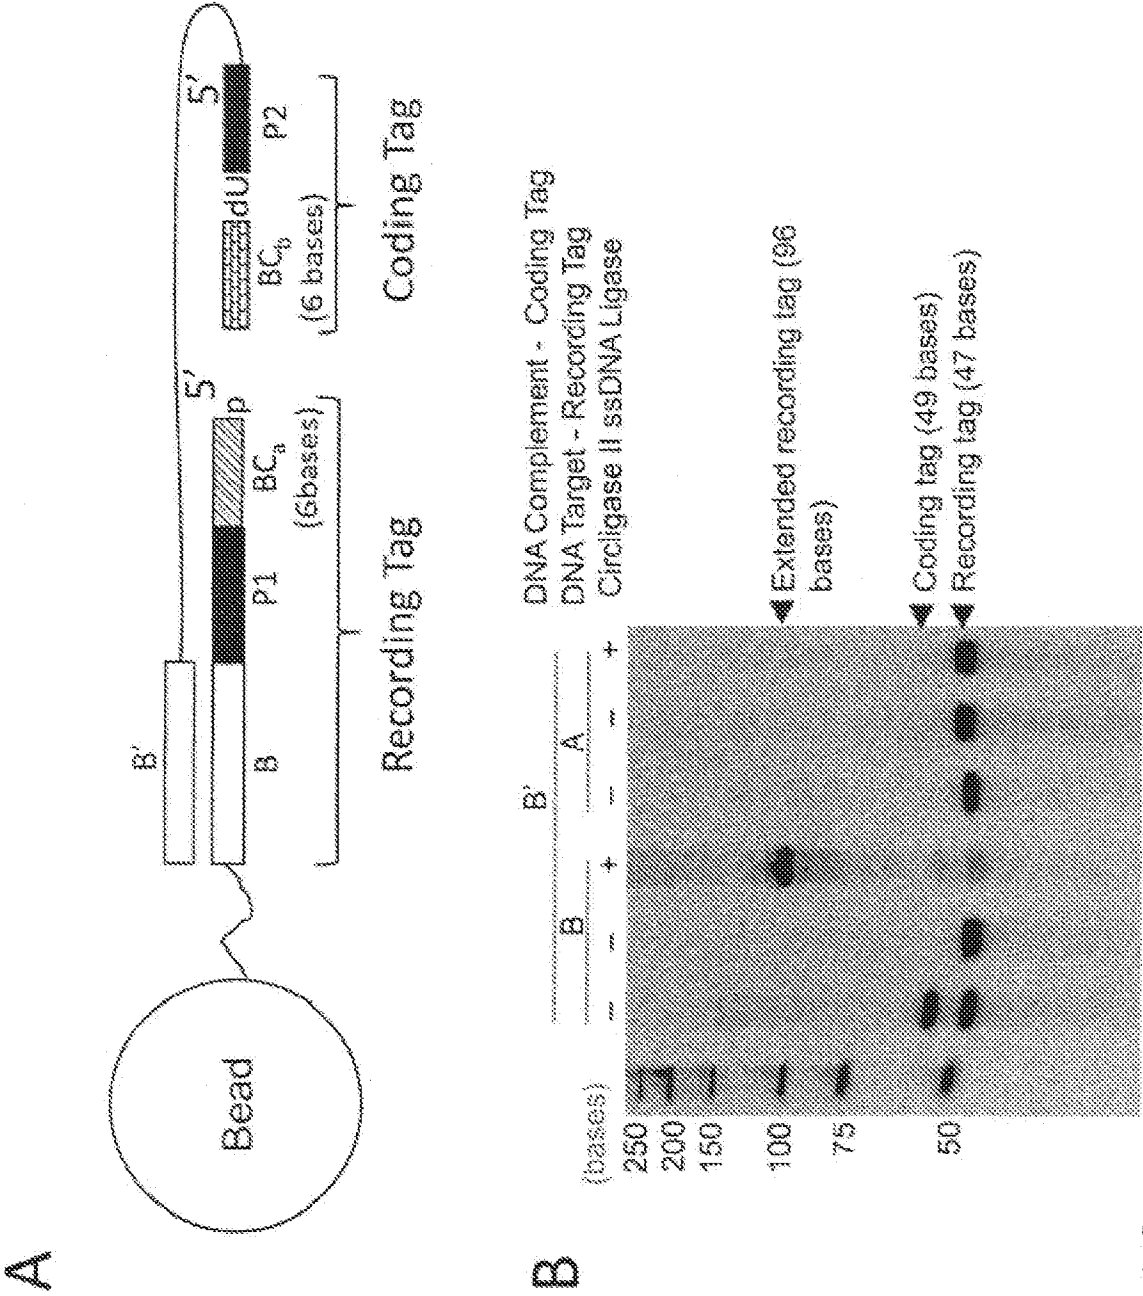 A
Bead
B'
B
P1
BCa
p
5'
(6bases)
Recording Tag
BCb
dU
P2
5'
(6 bases)
Coding Tag
B
B'
DNA Complement - Coding Tag
B
A
DNA Target - Recording Tag
(bases)
–
–
+
–
–
+
Circligase II ssDNA Ligase
250
200
150
100
75
50
Extended recording tag (96
bases)
Coding tag (49 bases)
Recording tag (47 bases)